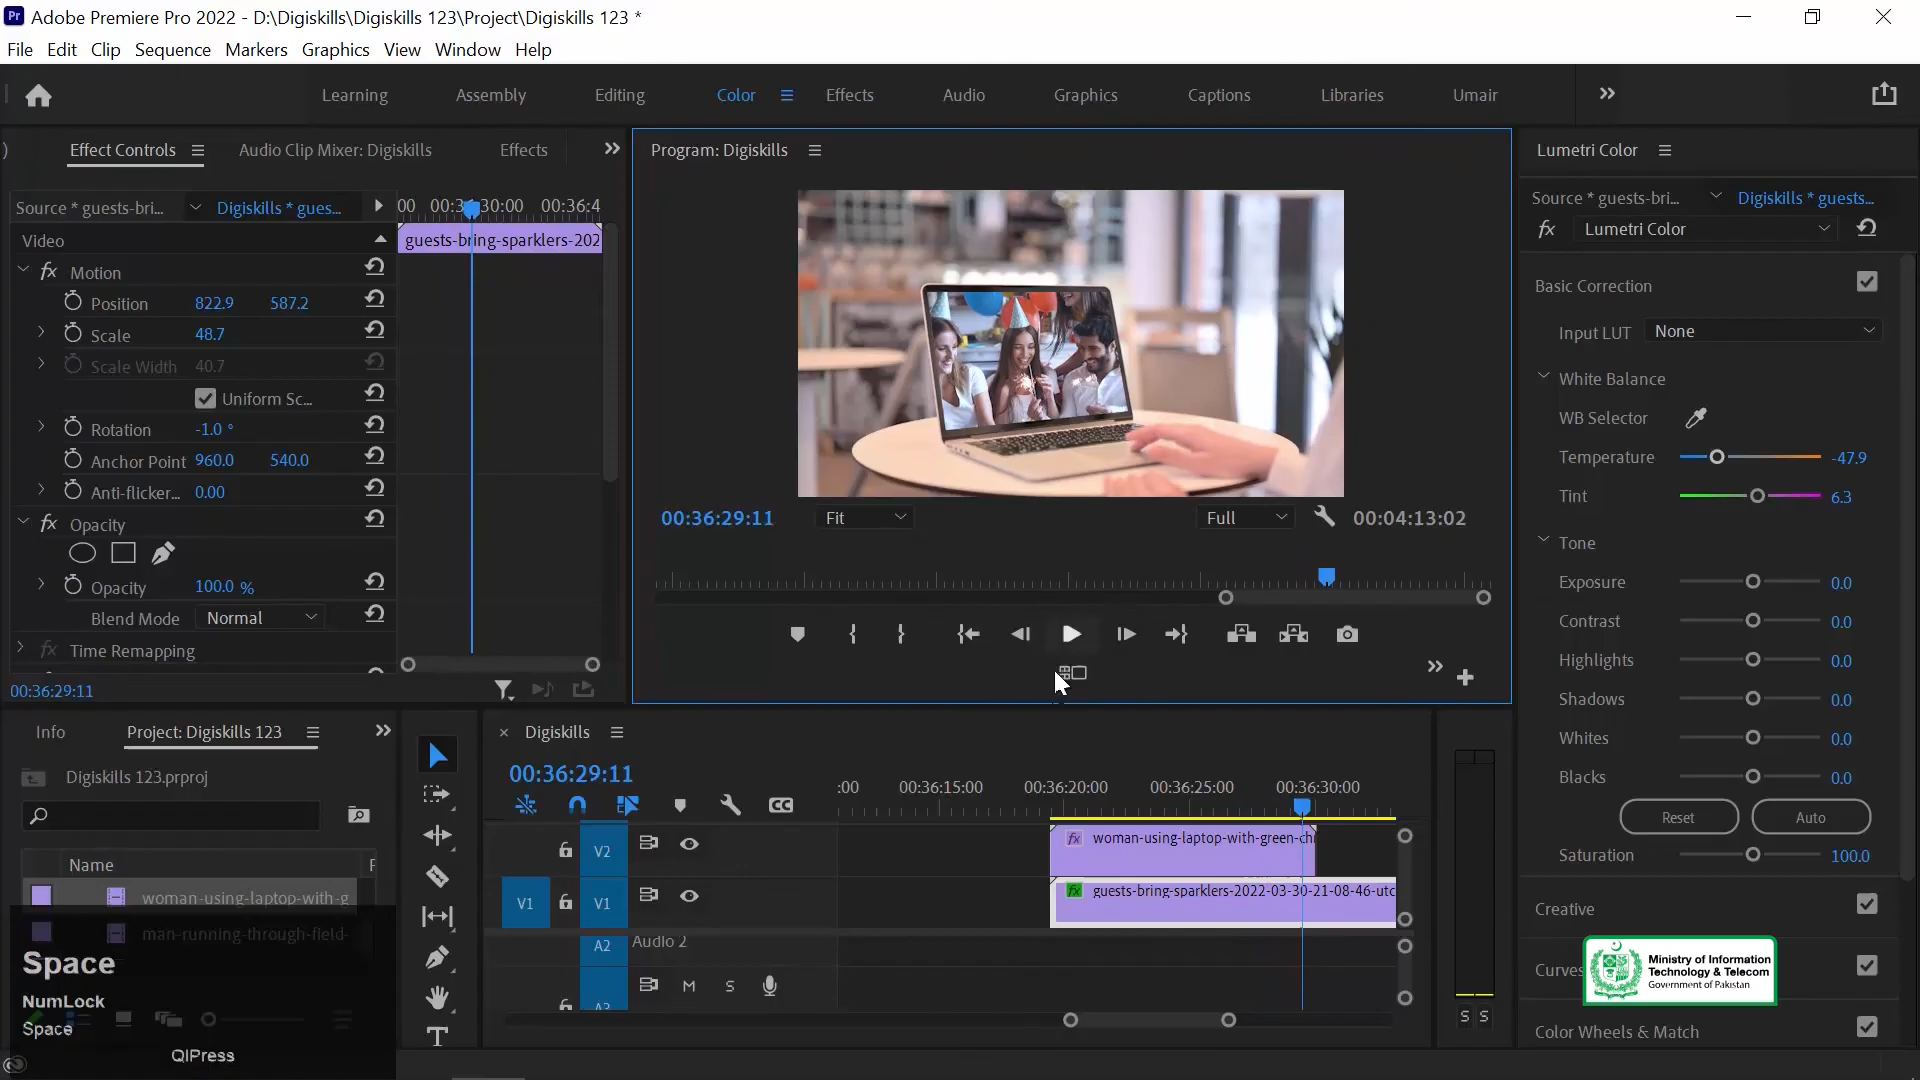 Adobe Premiere Pro 2022 - D:\Digiskills\Digiskills 123\Project\Digiskills 123 *
File Edit Clip Sequence Markers Graphics View Window Help
Learning Assembly Editing Color Effects Audio Graphics Captions Libraries Umair
Effect Controls Audio Clip Mixer: Digiskills Effects
Source * guests-bri... Digiskills * gues...
Video
Motion
Position 822.9 587.2
Scale 48.7
Scale Width 40.7
Uniform Sc...
Rotation -1.0 °
Anchor Point 960.0 540.0
Anti-flicker... 0.00
Opacity
Opacity 100.0 %
Blend Mode Normal
Time Remapping
00:36:29:11
00 00:36:30:00 00:36:4
guests-bring-sparklers-202
Program: Digiskills
00:36:29:11 Fit Full 00:04:13:02
Lumetri Color
Source * guests-bri... Digiskills * guests...
fx Lumetri Color
Basic Correction
Input LUT None
White Balance
WB Selector
Temperature -47.9
Tint 6.3
Tone
Exposure 0.0
Contrast 0.0
Highlights 0.0
Shadows 0.0
Whites 0.0
Blacks 0.0
Reset Auto
Saturation 100.0
Creative
Curves
Color Wheels & Match
Ministry of Information
Technology & Telecom
Government of Pakistan
Info Project: Digiskills 123
Digiskills 123.prproj
Name
woman-using-laptop-with-g
man-running-through-field-
Space
NumLock
Space
QIPress
Digiskills
00:36:29:11
:00 00:36:15:00 00:36:20:00 00:36:25:00 00:36:30:00
V2 fx woman-using-laptop-with-green-chr
V1 V1 fx guests-bring-sparklers-2022-03-30-21-08-46-utc
A2 Audio 2
A3 M S
S S